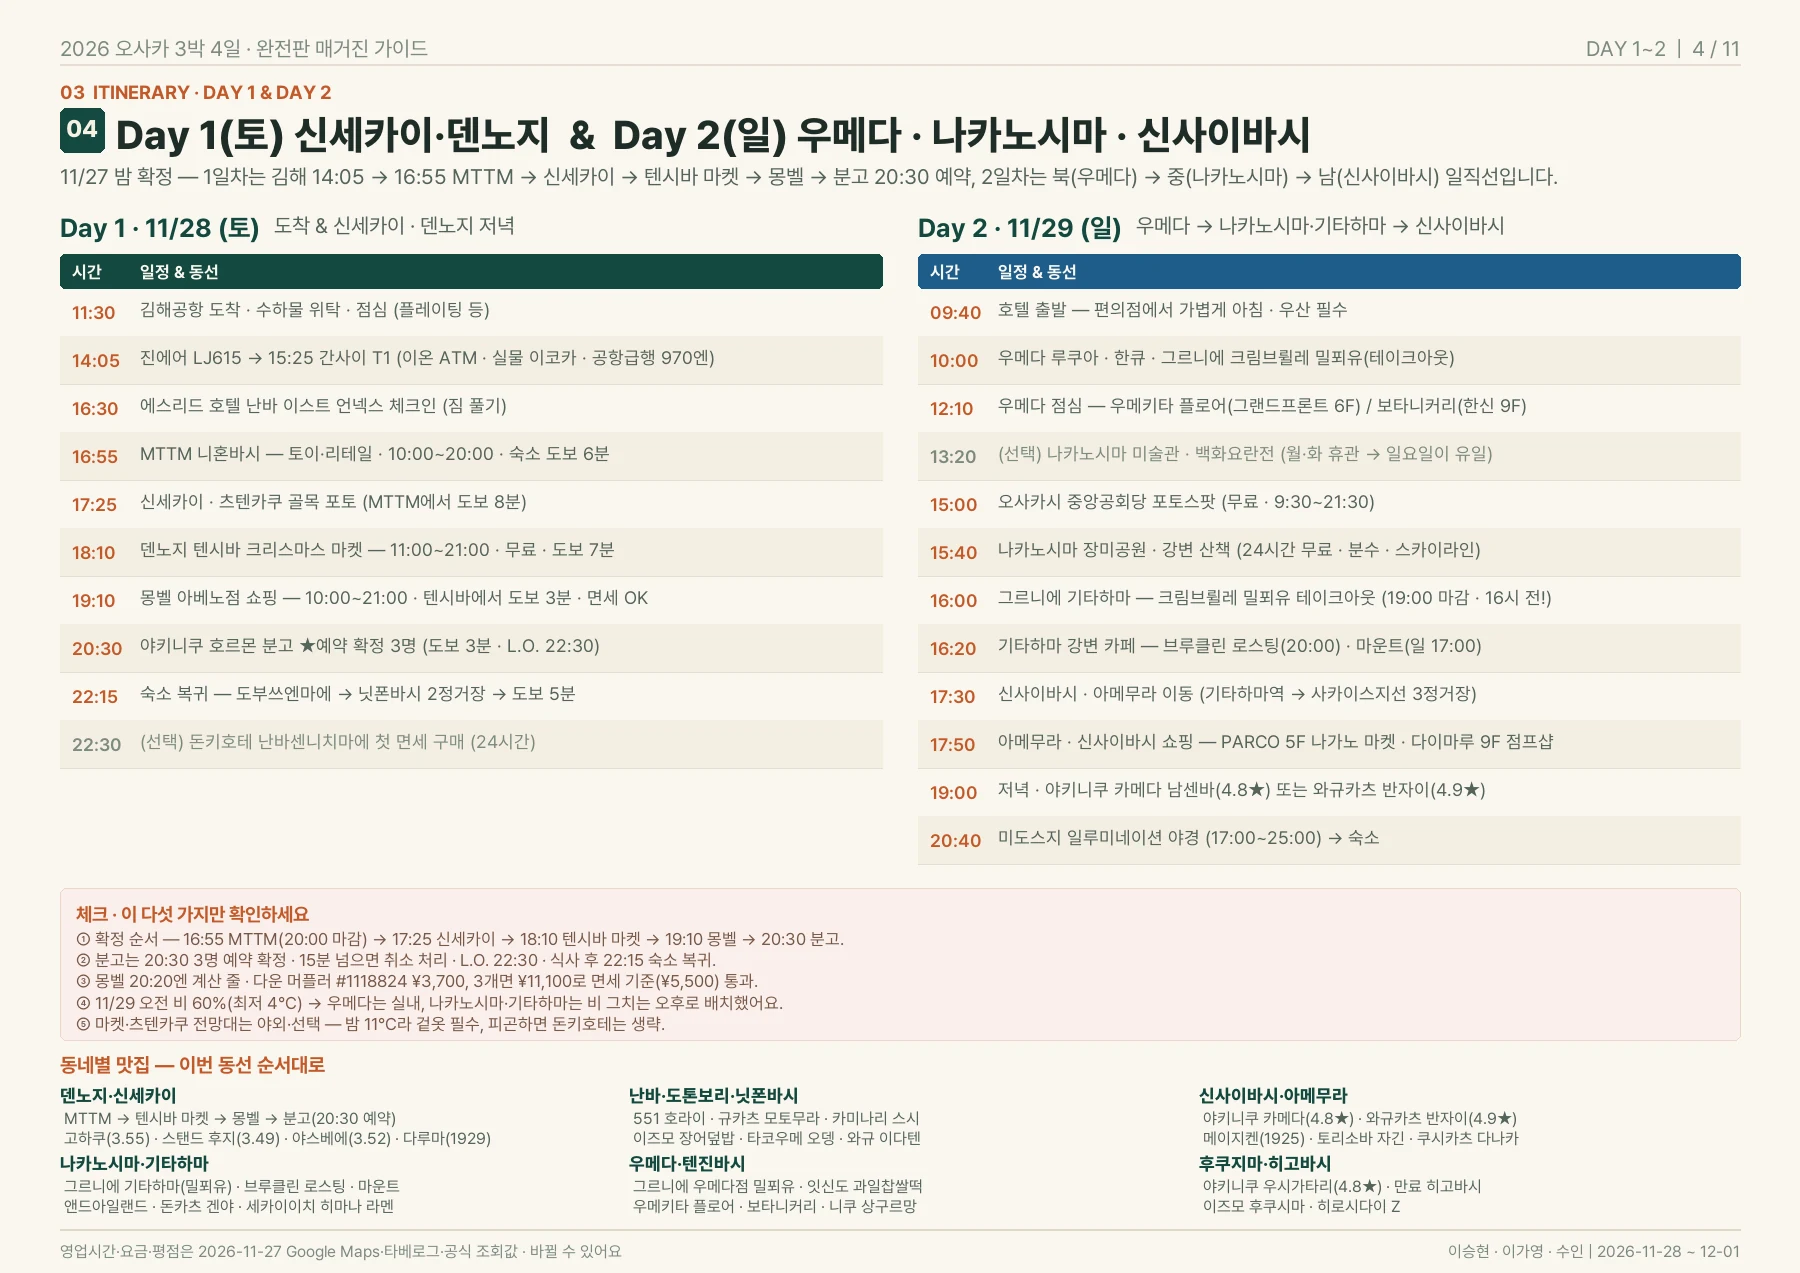 2026 오사카 3박 4일 · 완전판 매거진 가이드
DAY 1~2 | 4 / 11
03 ITINERARY · DAY 1 & DAY 2
04 Day 1(토) 신세카이·덴노지 & Day 2(일) 우메다 · 나카노시마 · 신사이바시
11/27 밤 확정 — 1일차는 김해 14:05 → 16:55 MTTM → 신세카이 → 텐시바 마켓 → 몽벨 → 분고 20:30 예약, 2일차는 북(우메다) → 중(나카노시마) → 남(신사이바시) 일직선입니다.
Day 1 · 11/28 (토) 도착 & 신세카이 · 덴노지 저녁
시간 일정 & 동선
11:30 김해공항 도착 · 수하물 위탁 · 점심 (플레이팅 등)
14:05 진에어 LJ615 → 15:25 간사이 T1 (이온 ATM · 실물 이코카 · 공항급행 970엔)
16:30 에스리드 호텔 난바 이스트 언넥스 체크인 (짐 풀기)
16:55 MTTM 니혼바시 — 토이·리테일 · 10:00~20:00 · 숙소 도보 6분
17:25 신세카이 · 츠텐카쿠 골목 포토 (MTTM에서 도보 8분)
18:10 덴노지 텐시바 크리스마스 마켓 — 11:00~21:00 · 무료 · 도보 7분
19:10 몽벨 아베노점 쇼핑 — 10:00~21:00 · 텐시바에서 도보 3분 · 면세 OK
20:30 야키니쿠 호르몬 분고 ★예약 확정 3명 (도보 3분 · L.O. 22:30)
22:15 숙소 복귀 — 도부쓰엔마에 → 닛폰바시 2정거장 → 도보 5분
22:30 (선택) 돈키호테 난바센니치마에 첫 면세 구매 (24시간)
Day 2 · 11/29 (일) 우메다 → 나카노시마·기타하마 → 신사이바시
시간 일정 & 동선
09:40 호텔 출발 — 편의점에서 가볍게 아침 · 우산 필수
10:00 우메다 루쿠아 · 한큐 · 그르니에 크림브륄레 밀푀유(테이크아웃)
12:10 우메다 점심 — 우메키타 플로어(그랜드프론트 6F) / 보타니커리(한신 9F)
13:20 (선택) 나카노시마 미술관 · 백화요란전 (월·화 휴관 → 일요일이 유일)
15:00 오사카시 중앙공회당 포토스팟 (무료 · 9:30~21:30)
15:40 나카노시마 장미공원 · 강변 산책 (24시간 무료 · 분수 · 스카이라인)
16:00 그르니에 기타하마 — 크림브륄레 밀푀유 테이크아웃 (19:00 마감 · 16시 전!)
16:20 기타하마 강변 카페 — 브루클린 로스팅(20:00) · 마운트(일 17:00)
17:30 신사이바시 · 아메무라 이동 (기타하마역 → 사카이스지선 3정거장)
17:50 아메무라 · 신사이바시 쇼핑 — PARCO 5F 나가노 마켓 · 다이마루 9F 점프샵
19:00 저녁 · 야키니쿠 카메다 남센바(4.8★) 또는 와규카츠 반자이(4.9★)
20:40 미도스지 일루미네이션 야경 (17:00~25:00) → 숙소
체크 · 이 다섯 가지만 확인하세요
① 확정 순서 — 16:55 MTTM(20:00 마감) → 17:25 신세카이 → 18:10 텐시바 마켓 → 19:10 몽벨 → 20:30 분고.
② 분고는 20:30 3명 예약 확정 · 15분 넘으면 취소 처리 · L.O. 22:30 · 식사 후 22:15 숙소 복귀.
③ 몽벨 20:20엔 계산 줄 · 다운 머플러 #1118824 ¥3,700, 3개면 ¥11,100로 면세 기준(¥5,500) 통과.
④ 11/29 오전 비 60%(최저 4°C) → 우메다는 실내, 나카노시마·기타하마는 비 그치는 오후로 배치했어요.
⑤ 마켓·츠텐카쿠 전망대는 야외·선택 — 밤 11°C라 겉옷 필수, 피곤하면 돈키호테는 생략.
동네별 맛집 — 이번 동선 순서대로
덴노지·신세카이
MTTM → 텐시바 마켓 → 몽벨 → 분고(20:30 예약)
고하쿠(3.55) · 스탠드 후지(3.49) · 야스베에(3.52) · 다루마(1929)
난바·도톤보리·닛폰바시
551 호라이 · 규카츠 모토무라 · 카미나리 스시
이즈모 장어덮밥 · 타코우메 오뎅 · 와규 이다텐
신사이바시·아메무라
야키니쿠 카메다(4.8★) · 와규카츠 반자이(4.9★)
메이지켄(1925) · 토리소바 자긴 · 쿠시카츠 다나카
나카노시마·기타하마
그르니에 기타하마(밀푀유) · 브루클린 로스팅 · 마운트
앤드아일랜드 · 돈카츠 겐야 · 세카이이치 히마나 라멘
우메다·텐진바시
그르니에 우메다점 밀푀유 · 잇신도 과일찹쌀떡
우메키타 플로어 · 보타니커리 · 니쿠 상구르망
후쿠지마·히고바시
야키니쿠 우시가타리(4.8★) · 만료 히고바시
이즈모 후쿠시마 · 히로시다이 Z
영업시간·요금·평점은 2026-11-27 Google Maps·타베로그·공식 조회값 · 바뀔 수 있어요
이승현 · 이가영 · 수인 | 2026-11-28 ~ 12-01